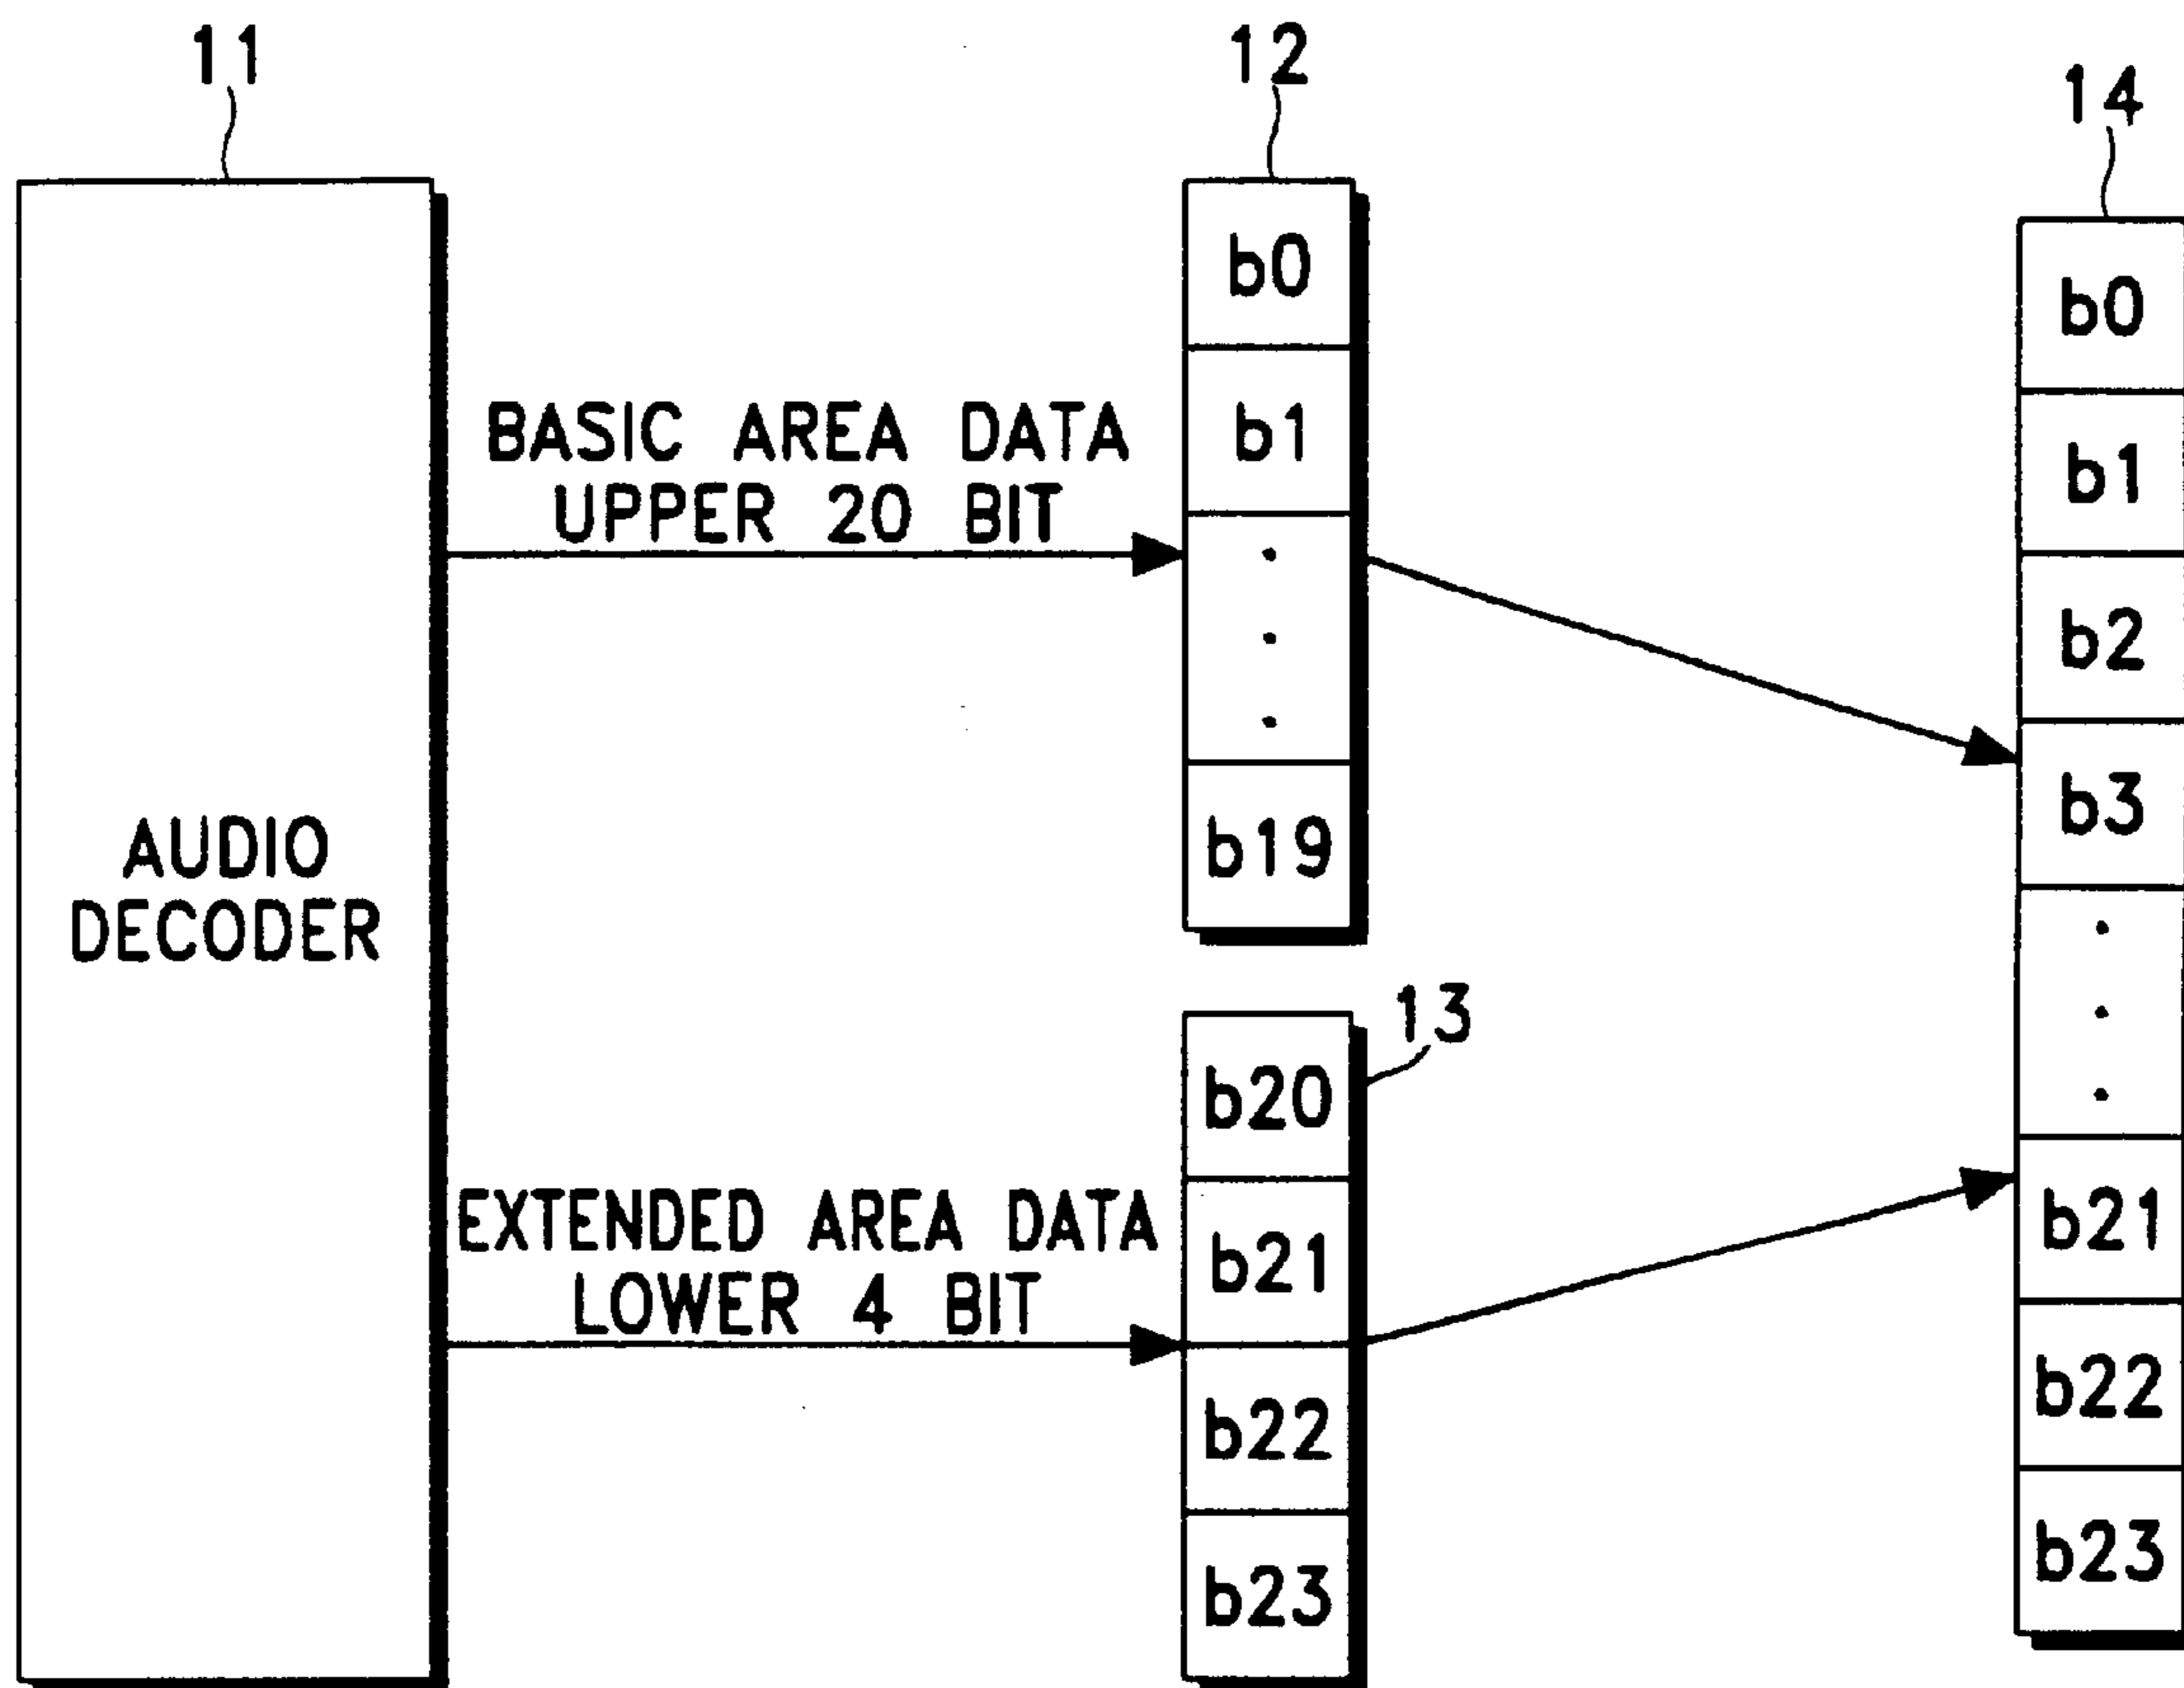 11
12
14
b0
b1
.
.
.
b19
b0
b1
b2
b3
.
.
.
b21
b22
b23
BASIC AREA DATA
UPPER 20 BIT
AUDIO
DECODER
13
b20
b21
b22
b23
EXTENDED AREA DATA
LOWER 4 BIT